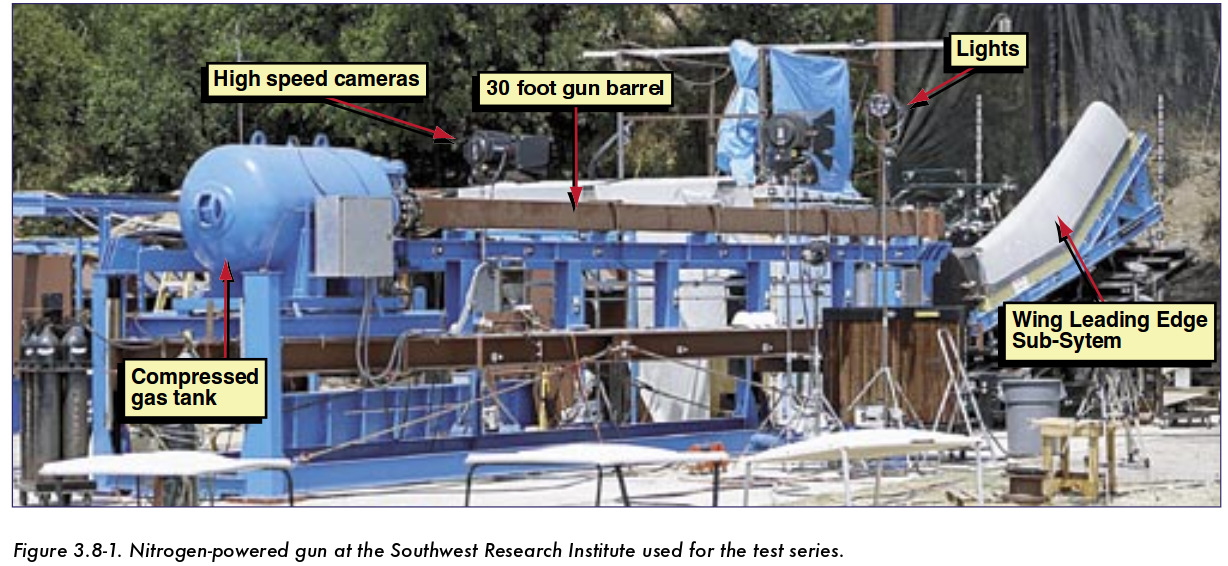 High speed cameras
30 foot gun barrel
Lights
Compressed
gas tank
Wing Leading Edge
Sub-Sytem
Figure 3.8-1. Nitrogen-powered gun at the Southwest Research Institute used for the test series.